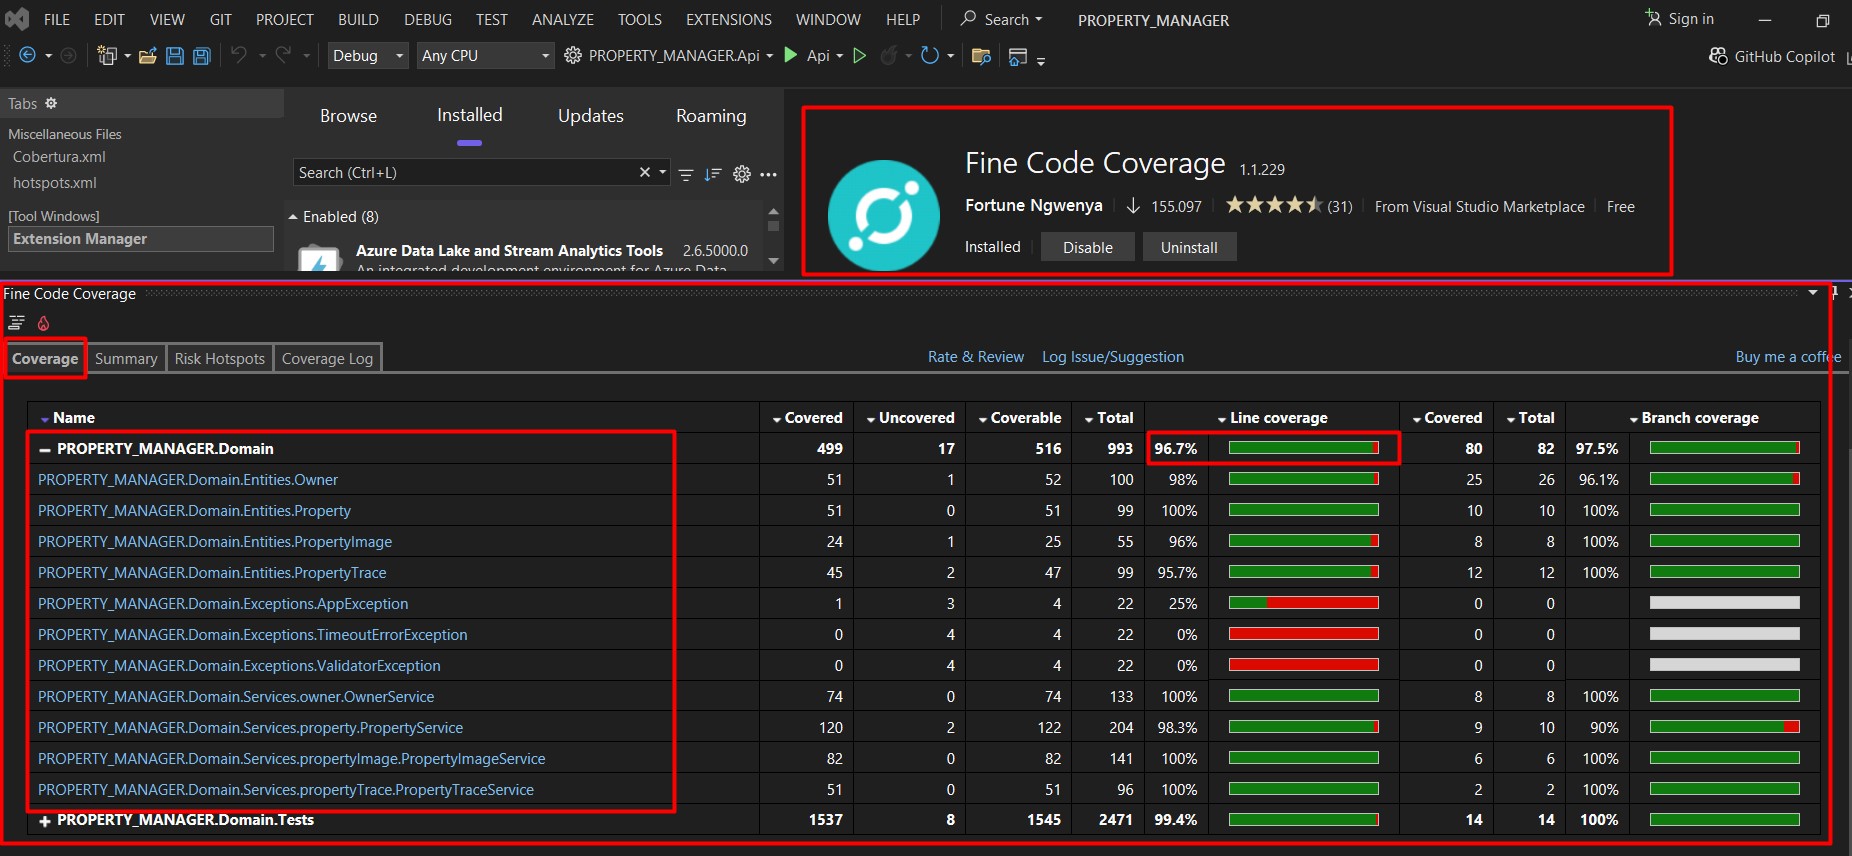 FILE EDIT VIEW GIT PROJECT BUILD DEBUG TEST ANALYZE TOOLS EXTENSIONS WINDOW HELP Search PROPERTY_MANAGER Sign in
Debug Any CPU PROPERTY_MANAGER.Api Api GitHub Copilot
Tabs
Miscellaneous Files
Cobertura.xml
hotspots.xml
[Tool Windows]
Extension Manager
Browse Installed Updates Roaming
Search (Ctrl+L)
Enabled (8)
Azure Data Lake and Stream Analytics Tools 2.6.5000.0
An integrated development environment for Azure Data
Fine Code Coverage 1.1.229
Fortune Ngwenya 155.097 (31) From Visual Studio Marketplace Free
Installed Disable Uninstall
Fine Code Coverage
Coverage Summary Risk Hotspots Coverage Log Rate & Review Log Issue/Suggestion Buy me a coffee
Name Covered Uncovered Coverable Total Line coverage Covered Total Branch coverage
PROPERTY_MANAGER.Domain 499 17 516 993 96.7% 80 82 97.5%
PROPERTY_MANAGER.Domain.Entities.Owner 51 1 52 100 98% 25 26 96.1%
PROPERTY_MANAGER.Domain.Entities.Property 51 0 51 99 100% 10 10 100%
PROPERTY_MANAGER.Domain.Entities.PropertyImage 24 1 25 55 96% 8 8 100%
PROPERTY_MANAGER.Domain.Entities.PropertyTrace 45 2 47 99 95.7% 12 12 100%
PROPERTY_MANAGER.Domain.Exceptions.AppException 1 3 4 22 25% 0 0
PROPERTY_MANAGER.Domain.Exceptions.TimeoutErrorException 0 4 4 22 0% 0 0
PROPERTY_MANAGER.Domain.Exceptions.ValidatorException 0 4 4 22 0% 0 0
PROPERTY_MANAGER.Domain.Services.owner.OwnerService 74 0 74 133 100% 8 8 100%
PROPERTY_MANAGER.Domain.Services.property.PropertyService 120 2 122 204 98.3% 9 10 90%
PROPERTY_MANAGER.Domain.Services.propertyImage.PropertyImageService 82 0 82 141 100% 6 6 100%
PROPERTY_MANAGER.Domain.Services.propertyTrace.PropertyTraceService 51 0 51 96 100% 2 2 100%
PROPERTY_MANAGER.Domain.Tests 1537 8 1545 2471 99.4% 14 14 100%